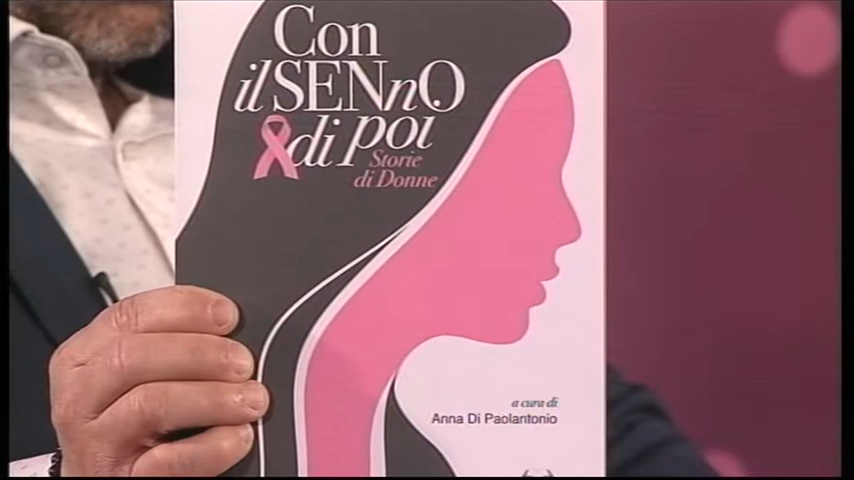 Con
il SENnO
di poi
Storie
di Donne
a cura di
Anna Di Paolantonio